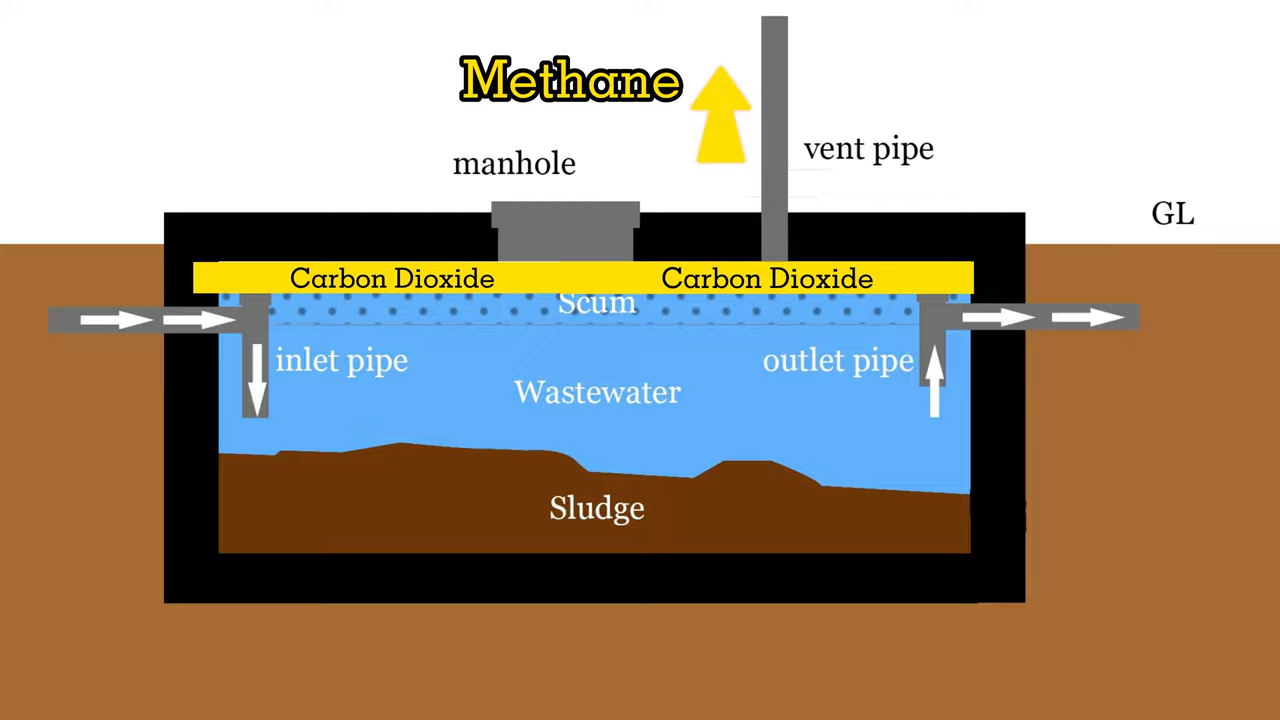 Methane
vent pipe
manhole
GL
Carbon Dioxide
Carbon Dioxide
Scum
inlet pipe
outlet pipe
Wastewater
Sludge